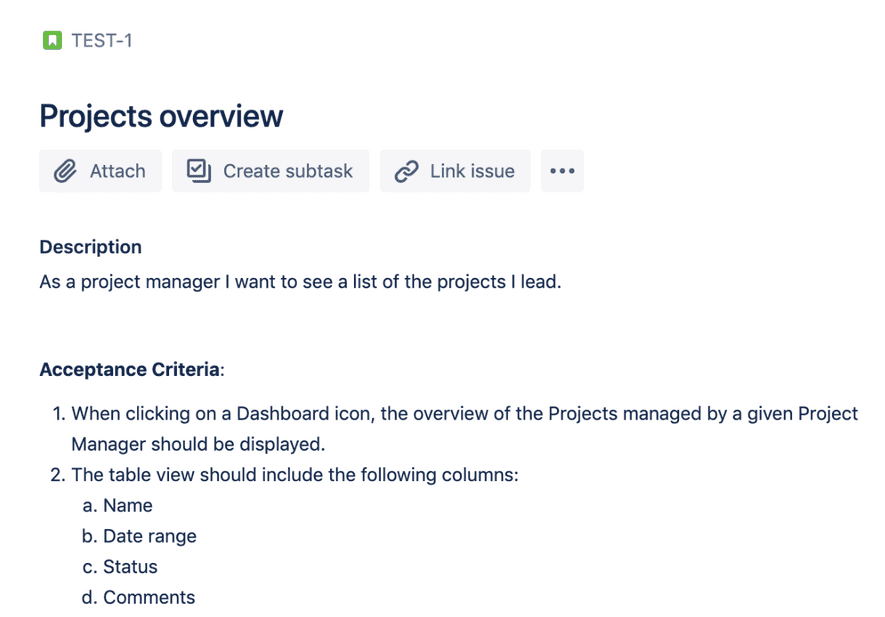 TEST-1
Projects overview
Attach Create subtask Link issue •••
Description
As a project manager I want to see a list of the projects I lead.
Acceptance Criteria:
1. When clicking on a Dashboard icon, the overview of the Projects managed by a given Project
Manager should be displayed.
2. The table view should include the following columns:
a. Name
b. Date range
c. Status
d. Comments